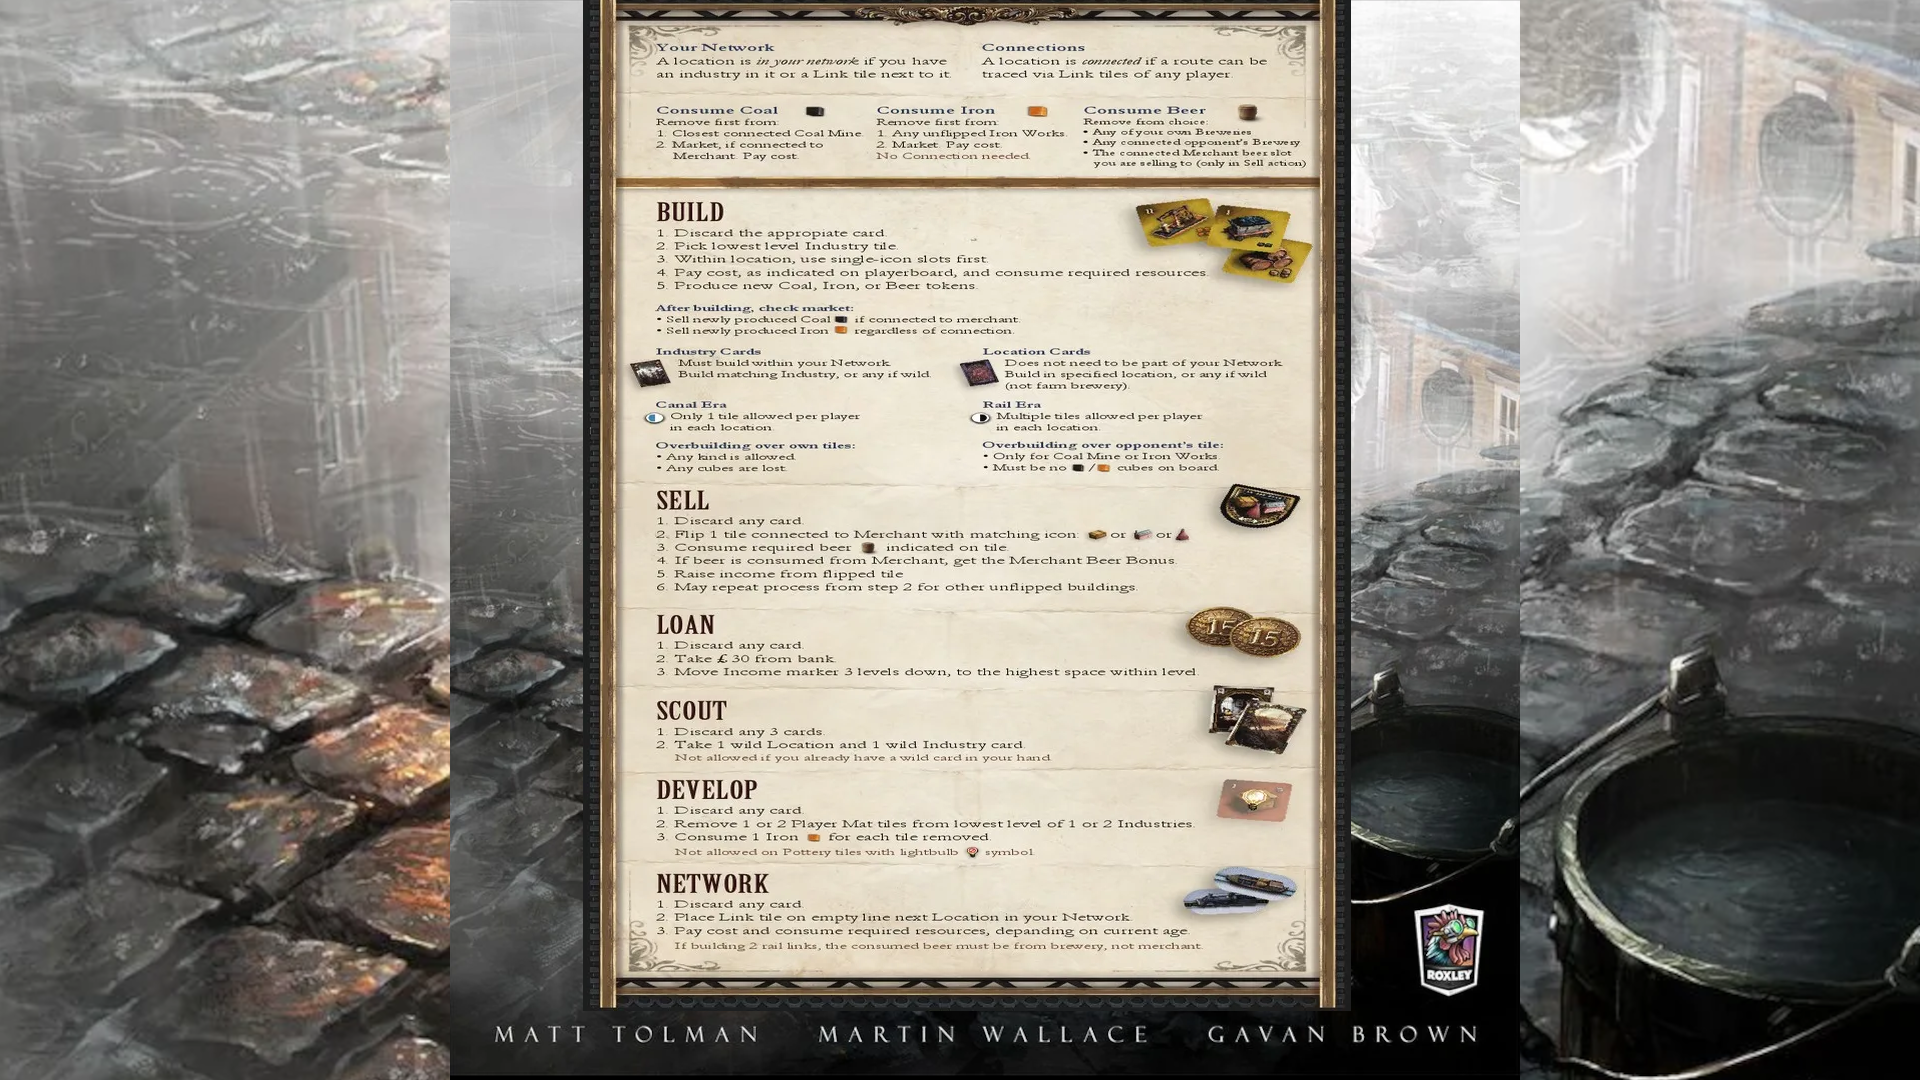 Your Network
A location is in your network if you have
an industry in it or a Link tile next to it.
Connections
A location is connected if a route can be
traced via Link tiles of any player.
Consume Coal
Remove first from:
1. Closest connected Coal Mine.
2. Market, if connected to
Merchant. Pay cost.
Consume Iron
Remove first from:
1. Any unflipped Iron Works.
2. Market. Pay cost.
No Connection needed.
Consume Beer
Remove from choice:
• Any of your own Breweries
• Any connected opponent's Brewery
• The connected Merchant beer slot
you are selling to (only in Sell action)
BUILD
1. Discard the appropiate card.
2. Pick lowest level Industry tile.
3. Within location, use single-icon slots first.
4. Pay cost, as indicated on playerboard, and consume required resources.
5. Produce new Coal, Iron, or Beer tokens.
After building, check market:
• Sell newly produced Coal if connected to merchant.
• Sell newly produced Iron regardless of connection.
Industry Cards
Must build within your Network.
Build matching Industry, or any if wild.
Location Cards
Does not need to be part of your Network.
Build in specified location, or any if wild
(not farm brewery).
Canal Era
Only 1 tile allowed per player
in each location.
Rail Era
Multiple tiles allowed per player
in each location.
Overbuilding over own tiles:
• Any kind is allowed.
• Any cubes are lost.
Overbuilding over opponent's tile:
• Only for Coal Mine or Iron Works.
• Must be no / cubes on board.
SELL
1. Discard any card.
2. Flip 1 tile connected to Merchant with matching icon: or or
3. Consume required beer indicated on tile.
4. If beer is consumed from Merchant, get the Merchant Beer Bonus.
5. Raise income from flipped tile
6. May repeat process from step 2 for other unflipped buildings.
LOAN
1. Discard any card.
2. Take £ 30 from bank.
3. Move Income marker 3 levels down, to the highest space within level.
15 15
SCOUT
1. Discard any 3 cards.
2. Take 1 wild Location and 1 wild Industry card.
Not allowed if you already have a wild card in your hand.
DEVELOP
1. Discard any card.
2. Remove 1 or 2 Player Mat tiles from lowest level of 1 or 2 Industries.
3. Consume 1 Iron for each tile removed.
Not allowed on Pottery tiles with lightbulb symbol.
NETWORK
1. Discard any card.
2. Place Link tile on empty line next Location in your Network.
3. Pay cost and consume required resources, depanding on current age.
If building 2 rail links, the consumed beer must be from brewery, not merchant.
ROXLEY
MATT TOLMAN MARTIN WALLACE GAVAN BROWN